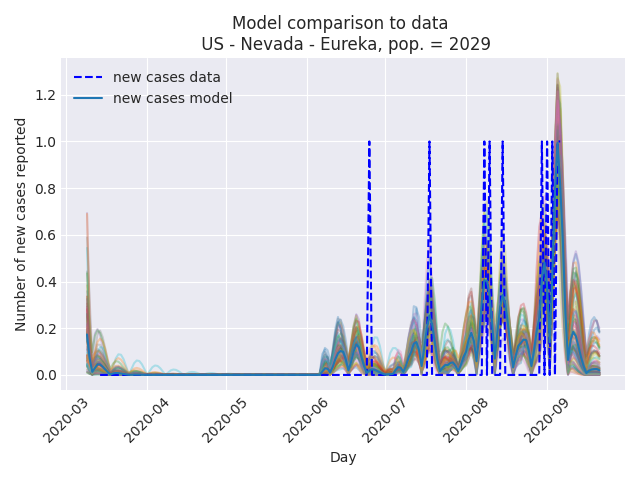 Model comparison to data
US - Nevada - Eureka, pop. = 2029
new cases data
new cases model
Number of new cases reported
1.2
1.0
0.8
0.6
0.4
0.2
0.0
2020-03
2020-04
2020-05
2020-06
2020-07
2020-08
2020-09
Day